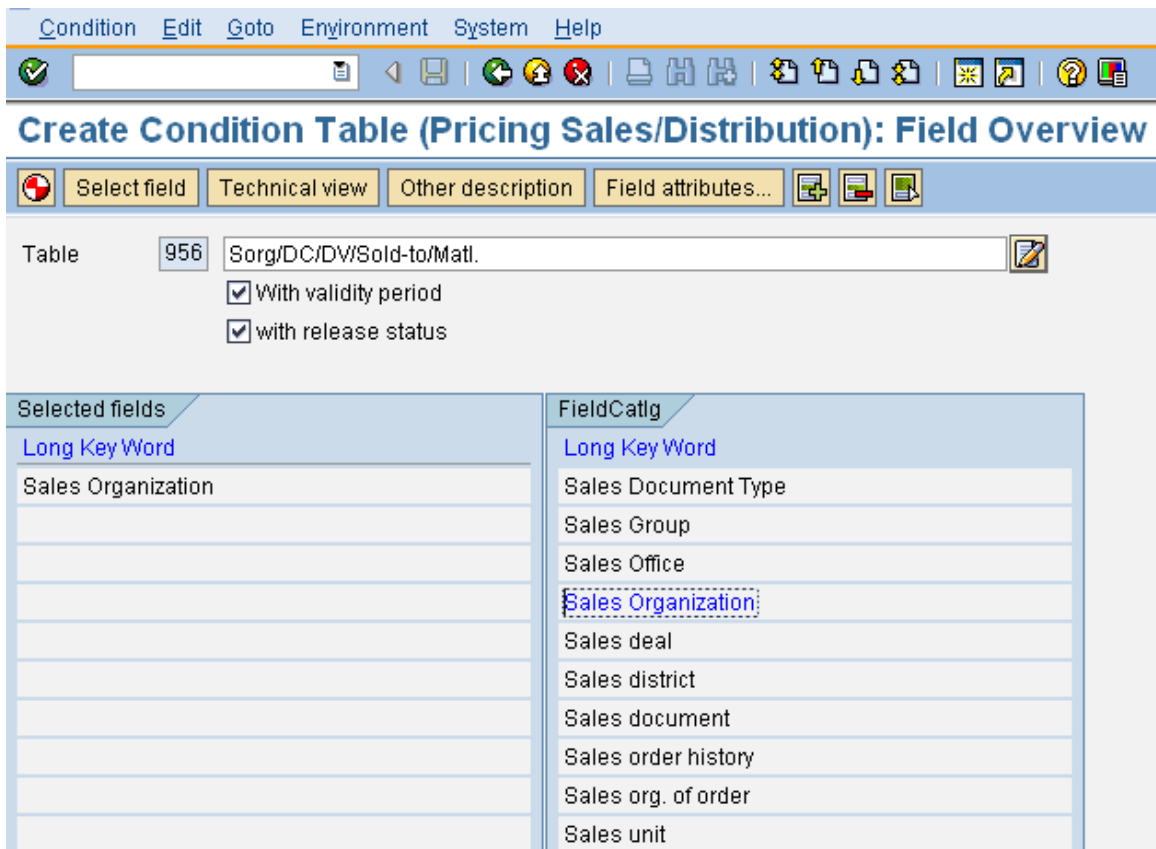 Condition Edit Goto Environment System Help
Create Condition Table (Pricing Sales/Distribution): Field Overview
Select field Technical view Other description Field attributes...
Table 956 Sorg/DC/DV/Sold-to/Matl.
With validity period
with release status
Selected fields
Long Key Word
Sales Organization
FieldCatlg
Long Key Word
Sales Document Type
Sales Group
Sales Office
Sales Organization
Sales deal
Sales district
Sales document
Sales order history
Sales org. of order
Sales unit